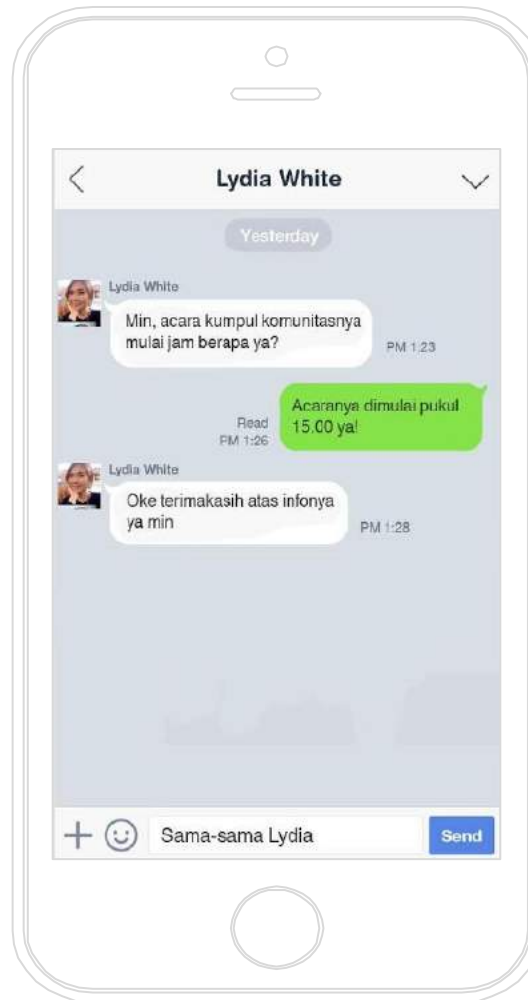 Lydia White
Yesterday
Lydia White
Min, acara kumpul komunitasnya
mulai jam berapa ya?
PM 1:23
Acaranya dimulai pukul
15.00 ya!
Read
PM 1:26
Lydia White
Oke terimakasih atas infonya
ya min
PM 1:28
Sama-sama Lydia
Send